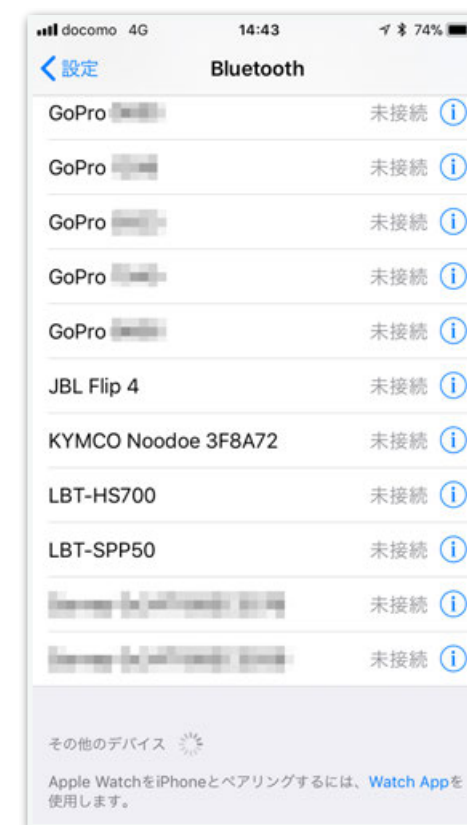 docomo 4G 14:43 74%
設定 Bluetooth
GoPro 未接続
GoPro 未接続
GoPro 未接続
GoPro 未接続
GoPro 未接続
JBL Flip 4 未接続
KYMCO Noodoe 3F8A72 未接続
LBT-HS700 未接続
LBT-SPP50 未接続
未接続
未接続
その他のデバイス
Apple WatchをiPhoneとペアリングするには、Watch Appを
使用します。